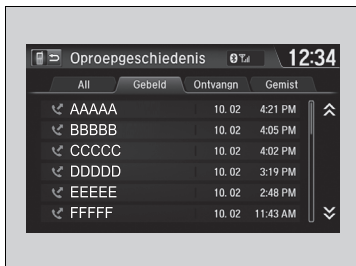 Oproepgeschiedenis 12:34
All Gebeld Ontvangn Gemist
AAAAA 10. 02 4:21 PM
BBBBB 10. 02 4:05 PM
CCCCC 10. 02 4:02 PM
DDDDD 10. 02 3:19 PM
EEEEE 10. 02 2:48 PM
FFFFF 10. 02 11:43 AM